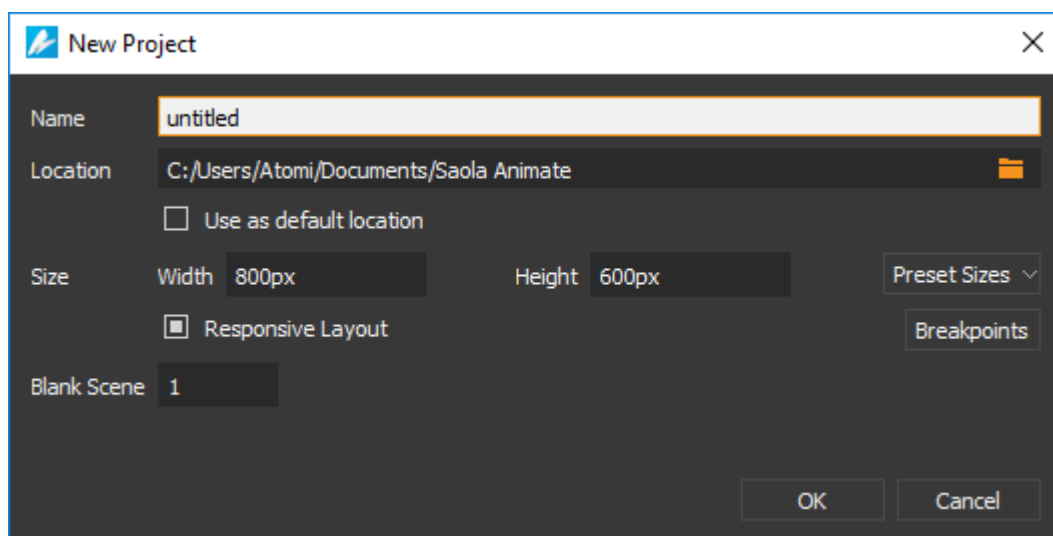 New Project
Name untitled
Location C:/Users/Atomi/Documents/Saola Animate
Use as default location
Size Width 800px Height 600px Preset Sizes
Responsive Layout Breakpoints
Blank Scene 1
OK Cancel